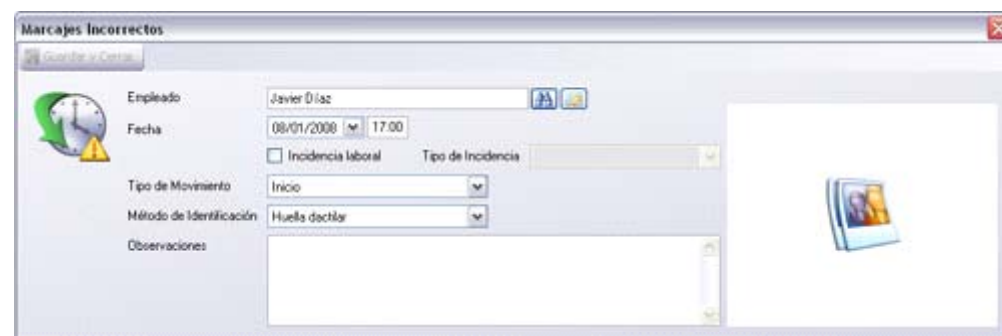 Marcajes Incorrectos
Guardar y Cerrar
Empleado Javier Díaz
Fecha 08/01/2008 17:00
Incidencia laboral Tipo de Incidencia
Tipo de Movimiento Inicio
Método de Identificación Huella dactilar
Observaciones